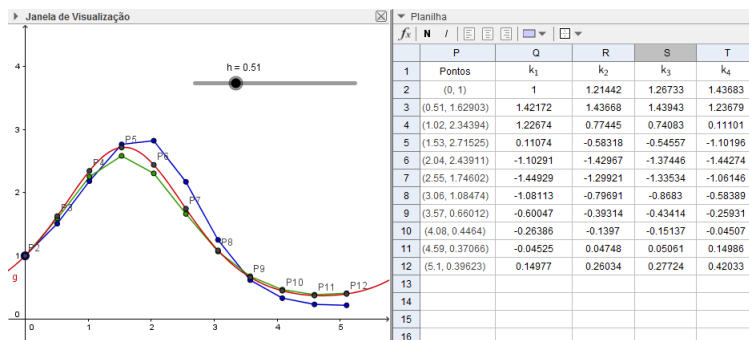 Janela de Visualização
h = 0.51
4
3
2
1
0
0 1 2 3 4 5
g
P2
P3
P4
P5
P6
P7
P8
P9
P10
P11
P12
Planilha
fx N I
P Q R S T
1 Pontos k1 k2 k3 k4
2 (0, 1) 1 1.21442 1.26733 1.43683
3 (0.51, 1.62903) 1.42172 1.43668 1.43943 1.23679
4 (1.02, 2.34394) 1.22674 0.77445 0.74083 0.11101
5 (1.53, 2.71525) 0.11074 -0.58318 -0.54557 -1.10196
6 (2.04, 2.43911) -1.10291 -1.42967 -1.37446 -1.44274
7 (2.55, 1.74602) -1.44929 -1.29921 -1.33534 -1.06146
8 (3.06, 1.08474) -1.08113 -0.79691 -0.8683 -0.58389
9 (3.57, 0.66012) -0.60047 -0.39314 -0.43414 -0.25931
10 (4.08, 0.4464) -0.26386 -0.1397 -0.15137 -0.04507
11 (4.59, 0.37066) -0.04525 0.04748 0.05061 0.14986
12 (5.1, 0.39623) 0.14977 0.26034 0.27724 0.42033
13
14
15
16